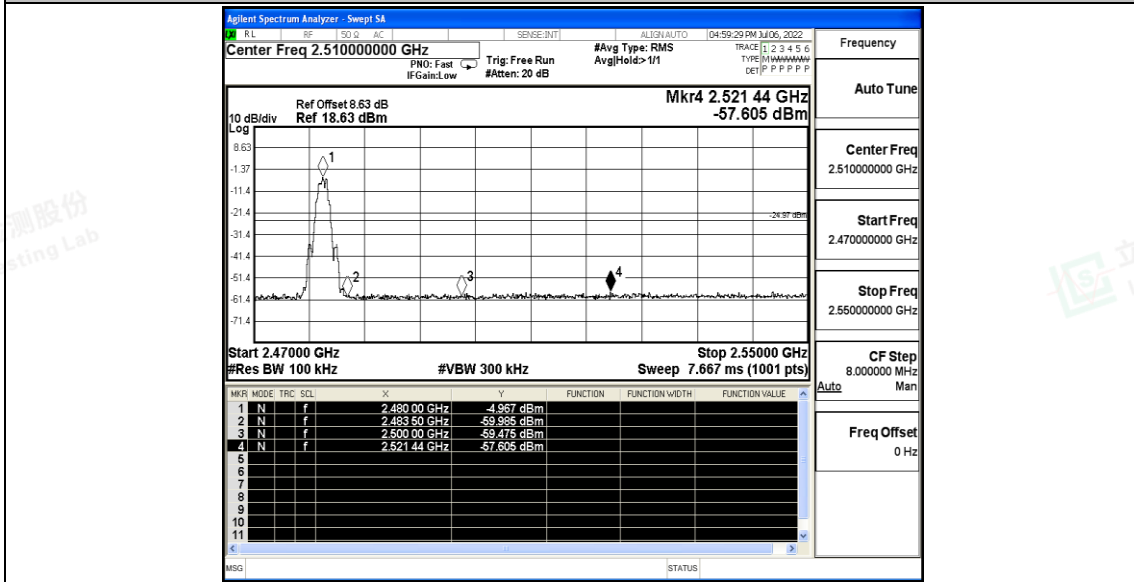 Agilent Spectrum Analyzer - Swept SA
RL RF 50 Ω AC SENSE:INT ALIGN AUTO 04:59:29 PM Jul 06, 2022
Center Freq 2.510000000 GHz
PNO: Fast
IFGain:Low
Trig: Free Run
#Atten: 20 dB
#Avg Type: RMS
Avg|Hold:>1/1
TRACE 1 2 3 4 5 6
TYPE MWWWWW
DET P P P P P P
Frequency
Auto Tune
Center Freq
2.510000000 GHz
Start Freq
2.470000000 GHz
Stop Freq
2.550000000 GHz
CF Step
8.000000 MHz
Auto Man
Freq Offset
0 Hz
Mkr4 2.521 44 GHz
-57.605 dBm
Ref Offset 8.63 dB
10 dB/div Ref 18.63 dBm
Log
8.63
-1.37
-11.4
-21.4
-31.4
-41.4
-51.4
-61.4
-71.4
-24.97 dBm
1
2
3
4
Start 2.47000 GHz Stop 2.55000 GHz
#Res BW 100 kHz #VBW 300 kHz Sweep 7.667 ms (1001 pts)
MKR MODE TRC SCL X Y FUNCTION FUNCTION WIDTH FUNCTION VALUE
1 N f 2.480 00 GHz -4.967 dBm
2 N f 2.483 50 GHz -59.985 dBm
3 N f 2.500 00 GHz -59.475 dBm
4 N f 2.521 44 GHz -57.605 dBm
5
6
7
8
9
10
11
MSG STATUS
测股份
sting Lab
立